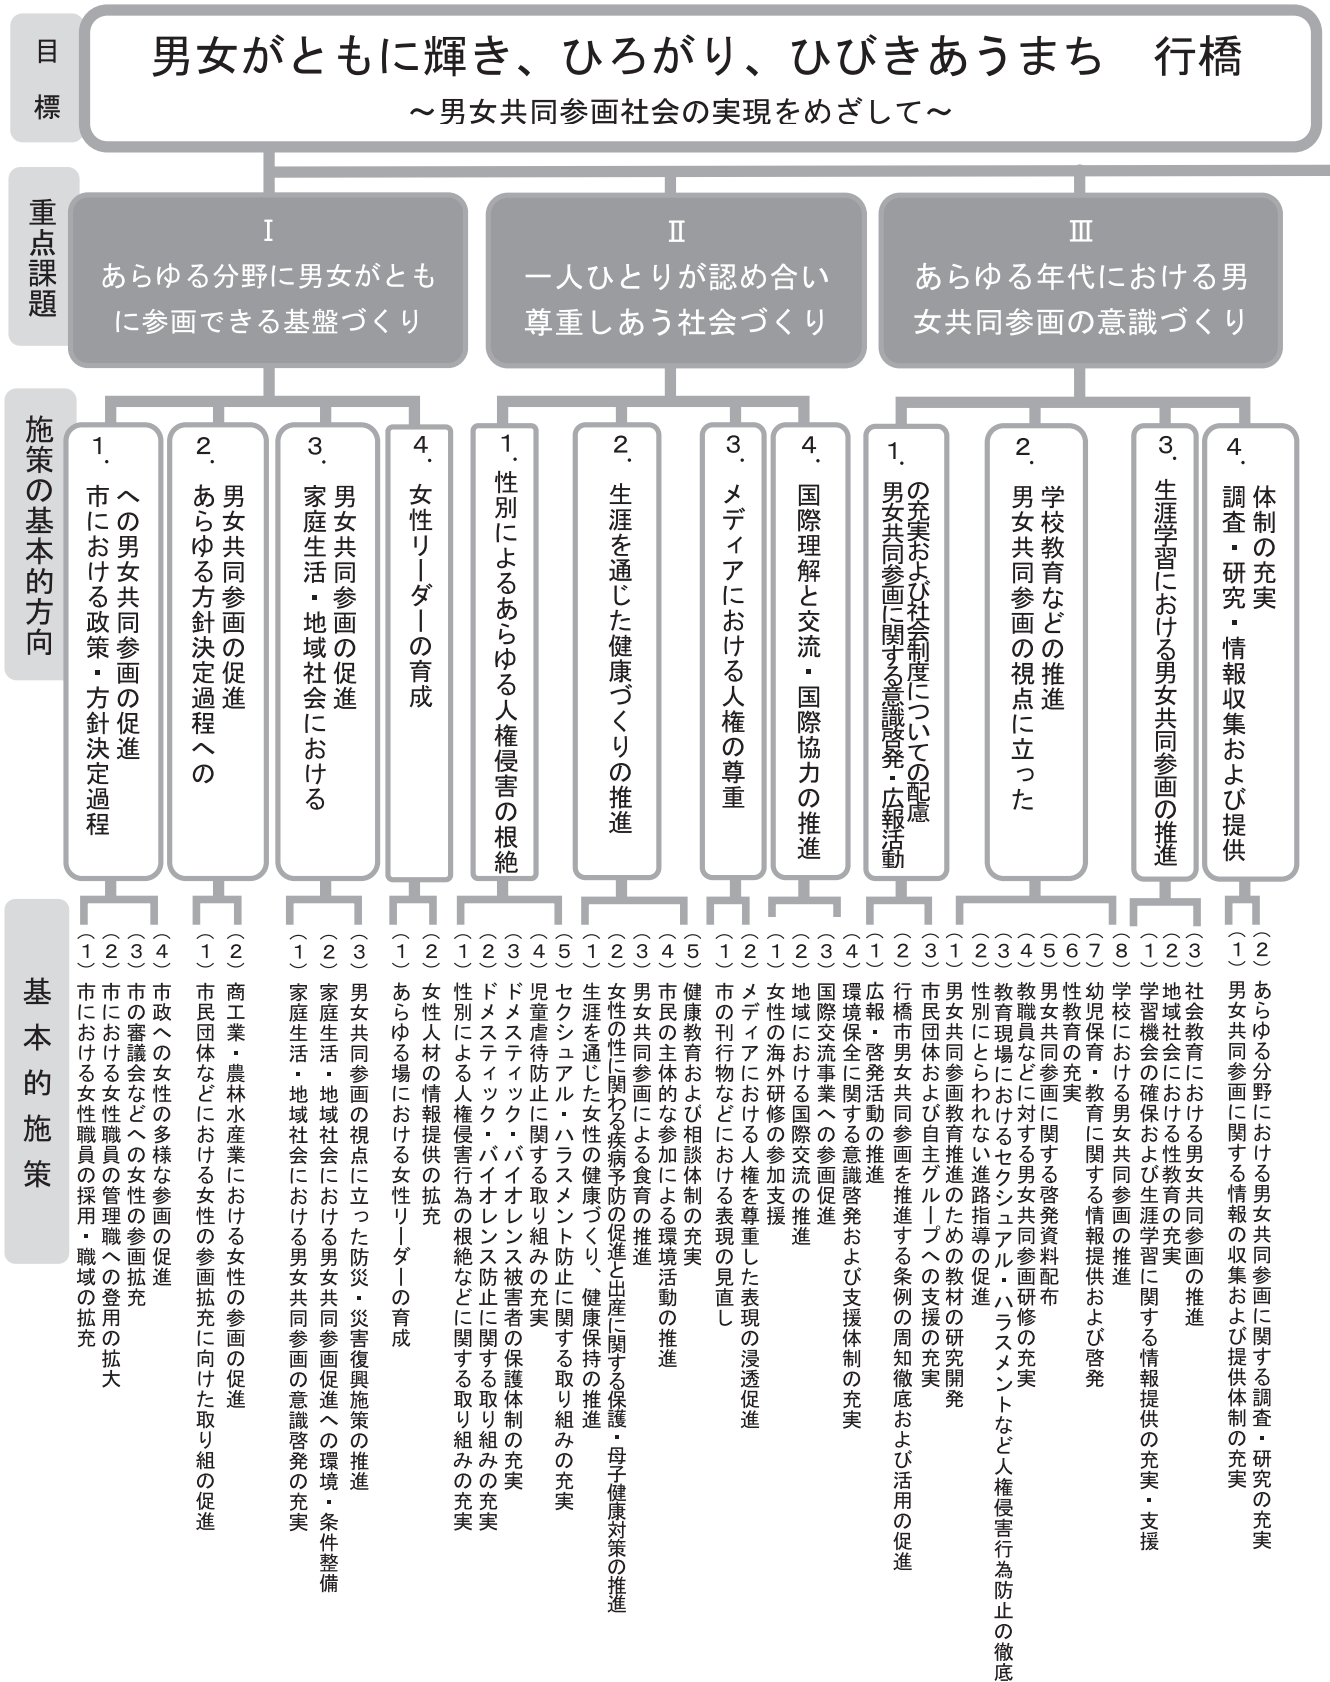 目標
男女がともに輝き、ひろがり、ひびきあうまち　行橋
～男女共同参画社会の実現をめざして～
重点課題
Ⅰ
あらゆる分野に男女がとも
に参画できる基盤づくり
Ⅱ
一人ひとりが認め合い
尊重しあう社会づくり
Ⅲ
あらゆる年代における男
女共同参画の意識づくり
施策の基本的方向
1．市における政策・方針決定過程
への男女共同参画の促進
2．あらゆる方針決定過程への
男女共同参画の促進
3．家庭生活・地域社会における
男女共同参画の促進
4．女性リーダーの育成
1．性別によるあらゆる人権侵害の根絶
2．生涯を通じた健康づくりの推進
3．メディアにおける人権の尊重
4．国際理解と交流・国際協力の推進
1．男女共同参画に関する意識啓発・広報活動
の充実および社会制度についての配慮
2．男女共同参画の視点に立った
学校教育などの推進
3．生涯学習における男女共同参画の推進
4．調査・研究・情報収集および提供
体制の充実
基本的施策
（1）市における女性職員の採用・職域の拡充
（2）市における女性職員の管理職への登用の拡大
（3）市の審議会などへの女性の参画拡充
（4）市政への女性の多様な参画の促進
（1）市民団体などにおける女性の参画拡充に向けた取り組の促進
（2）商工業・農林水産業における女性の参画の促進
（1）家庭生活・地域社会における男女共同参画の意識啓発の充実
（2）家庭生活・地域社会における男女共同参画促進への環境・条件整備
（3）男女共同参画の視点に立った防災・災害復興施策の推進
（1）あらゆる場における女性リーダーの育成
（2）女性人材の情報提供の拡充
（1）性別による人権侵害行為の根絶などに関する取り組みの充実
（2）ドメスティック・バイオレンス防止に関する取り組みの充実
（3）ドメスティック・バイオレンス被害者の保護体制の充実
（4）児童虐待防止に関する取り組みの充実
（5）セクシュアル・ハラスメント防止に関する取り組みの充実
（1）生涯を通じた女性の健康づくり、健康保持の推進
（2）女性の性に関わる疾病予防の促進と出産に関する保護・母子健康対策の推進
（3）男女共同参画による食育の推進
（4）市民の主体的な参加による環境活動の推進
（5）健康教育および相談体制の充実
（1）市の刊行物などにおける表現の見直し
（2）メディアにおける人権を尊重した表現の浸透促進
（1）女性の海外研修の参加支援
（2）地域における国際交流の推進
（3）国際交流事業への参画促進
（4）環境保全に関する意識啓発および支援体制の充実
（1）広報・啓発活動の推進
（2）行橋市男女共同参画を推進する条例の周知徹底および活用の促進
（3）市民団体および自主グループへの支援の充実
（1）男女共同参画教育推進のための教材の研究開発
（2）性別にとらわれない進路指導の促進
（3）教育現場におけるセクシュアル・ハラスメントなど人権侵害行為防止の徹底
（4）教職員などに対する男女共同参画研修の充実
（5）男女共同参画に関する啓発資料配布
（6）性教育の充実
（7）幼児保育・教育に関する情報提供および啓発
（8）学校における男女共同参画の推進
（1）学習機会の確保および生涯学習に関する情報提供の充実・支援
（2）地域社会における性教育の充実
（3）社会教育における男女共同参画の推進
（1）男女共同参画に関する情報の収集および提供体制の充実
（2）あらゆる分野における男女共同参画に関する調査・研究の充実